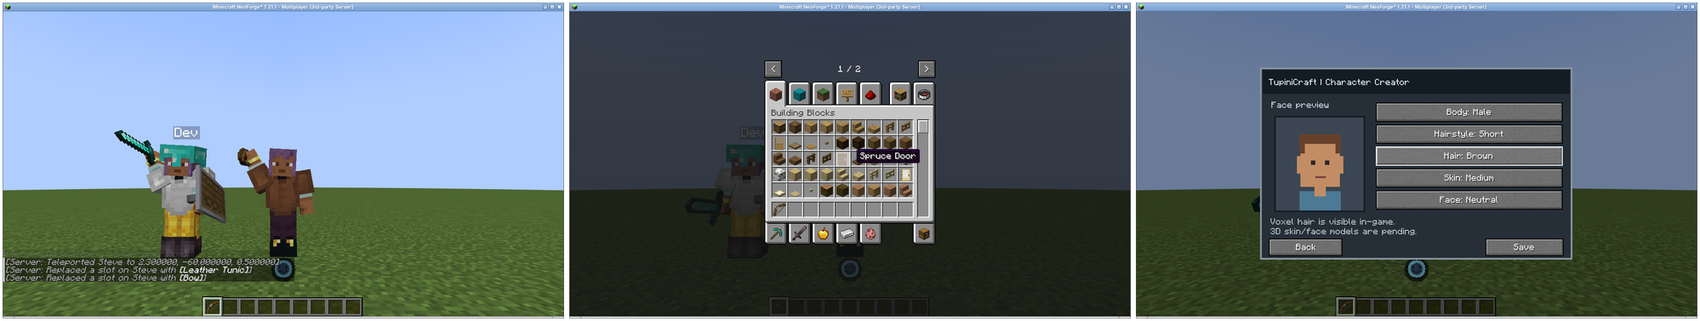 Minecraft NeoForge* 1.21.1 - Multiplayer (3rd-party Server)
Dev
[Server: Teleported Steve to 2.300000, -60.000000, 0.500000]
[Server: Replaced a slot on Steve with [Leather Tunic]]
[Server: Replaced a slot on Steve with [Bow]]
Minecraft NeoForge* 1.21.1 - Multiplayer (3rd-party Server)
< 1 / 2 >
Building Blocks
Dev
Spruce Door
Minecraft NeoForge* 1.21.1 - Multiplayer (3rd-party Server)
TupiniCraft | Character Creator
Face preview
Body: Male
Hairstyle: Short
Hair: Brown
Skin: Medium
Face: Neutral
Voxel hair is visible in-game.
3D skin/face models are pending.
Back
Save